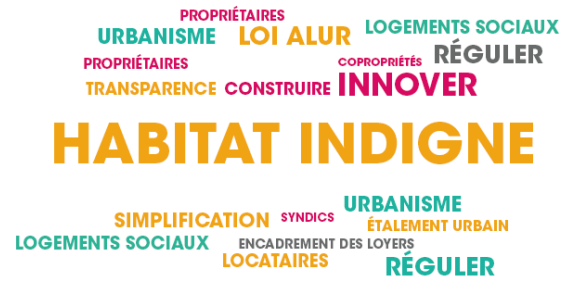 PROPRIÉTAIRES
URBANISME LOI ALUR LOGEMENTS SOCIAUX
PROPRIÉTAIRES COPROPRIÉTÉS RÉGULER
TRANSPARENCE CONSTRUIRE INNOVER
HABITAT INDIGNE
URBANISME
SIMPLIFICATION SYNDICS ÉTALEMENT URBAIN
LOGEMENTS SOCIAUX ENCADREMENT DES LOYERS
LOCATAIRES RÉGULER